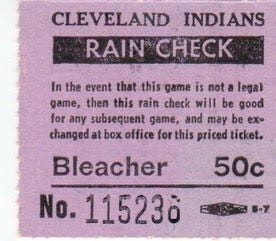 CLEVELAND INDIANS
RAIN CHECK
In the event that this game is not a legal
game, then this rain check will be good
for any subsequent game, and may be ex-
changed at box office for this priced ticket.
Bleacher 50c
No. 115236 S-7